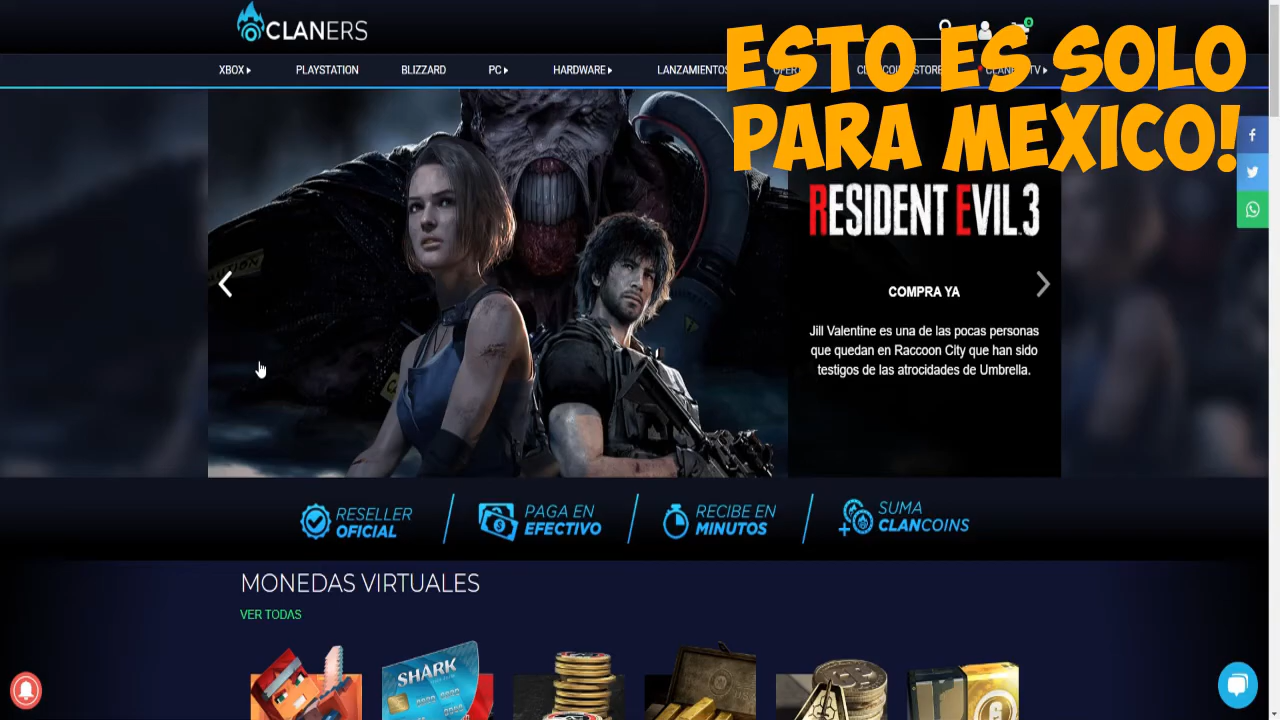 CLANERS
0
ESTO ES SOLO
PARA MEXICO!
XBOX
PLAYSTATION
BLIZZARD
PC
HARDWARE
LANZAMIENTOS
RESIDENT EVIL 3
COMPRA YA
Jill Valentine es una de las pocas personas
que quedan en Raccoon City que han sido
testigos de las atrocidades de Umbrella.
RESELLER
OFICIAL
PAGA EN
EFECTIVO
RECIBE EN
MINUTOS
SUMA
CLANCOINS
MONEDAS VIRTUALES
VER TODAS
SHARK